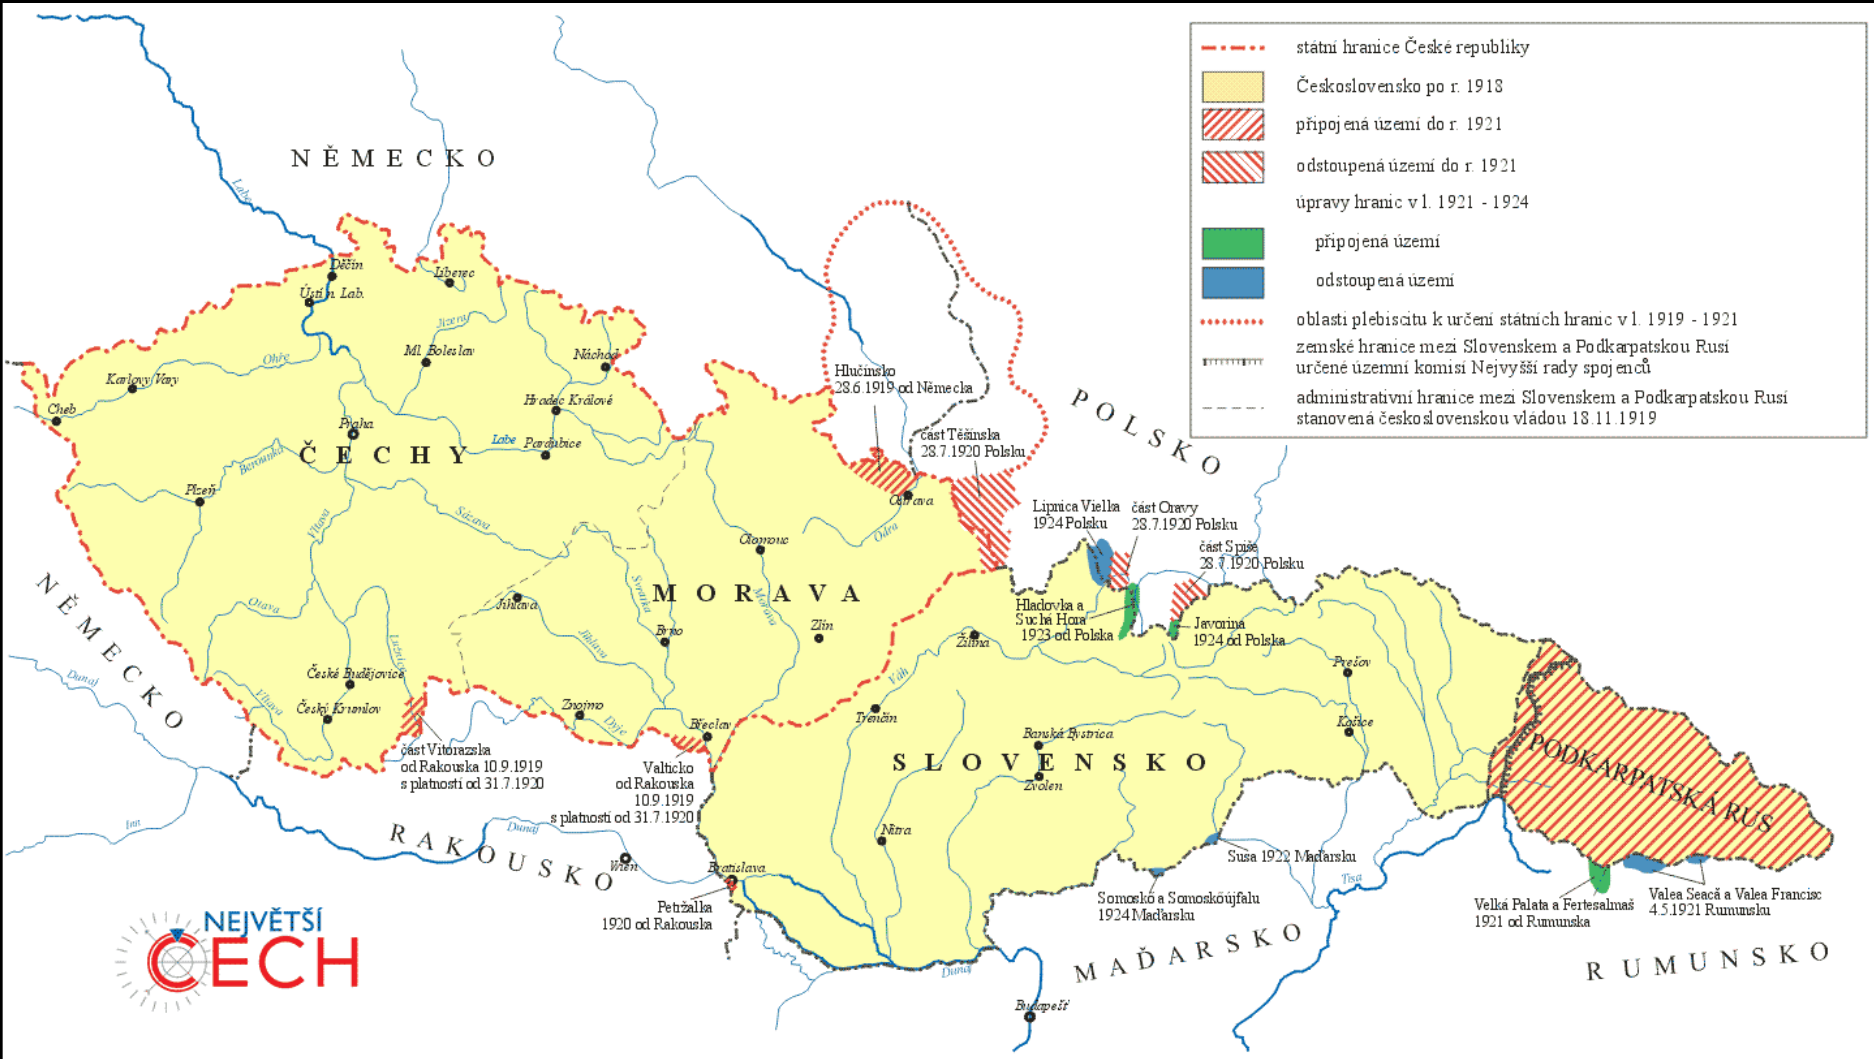 státní hranice České republiky
Československo po r. 1918
připojená území do r. 1921
odstoupená území do r. 1921
úpravy hranic v l. 1921 - 1924
připojená území
odstoupená území
oblasti plebiscitu k určení státních hranic v l. 1919 - 1921
zemské hranice mezi Slovenskem a Podkarpatskou Rusí
určené územní komisí Nejvyšší rady spojenců
administrativní hranice mezi Slovenskem a Podkarpatskou Rusí
stanovená československou vládou 18.11.1919
NĚMECKO
Labe
Děčín
Ústí n. Lab.
Liberec
Jizera
Ml. Boleslav
Náchod
Ohře
Karlovy Vary
Cheb
Hradec Králové
Praha
Labe
Pardubice
ČECHY
Berounka
Plzeň
Vltava
Sázava
Hlučínsko
28.6.1919 od Německa
část Těšínska
28.7.1920 Polsku
POLSKO
Ostrava
Odra
Olomouc
Lipnica Vielka
1924 Polsku
část Oravy
28.7.1920 Polsku
část Spiše
28.7.1920 Polsku
NĚMECKO
Otava
Lužnice
Jihlava
Svratka
MORAVA
Morava
Jihlava
Brno
Zlín
Hladovka a
Suchá Hora
1923 od Polska
Javorina
1924 od Polska
Žilina
Prešov
Dunaj
České Budějovice
Vltava
Český Krumlov
Znojmo
Dyje
Břeclav
Váh
Trenčín
Banská Bystrica
Košice
SLOVENSKO
Zvolen
PODKARPATSKÁ RUS
část Vitorazska
od Rakouska 10.9.1919
s platností od 31.7.1920
Valticko
od Rakouska
10.9.1919
s platností od 31.7.1920
Inn
RAKOUSKO
Dunaj
Wien
Nitra
Bratislava
Petržalka
1920 od Rakouska
Susa 1922 Maďarsku
Somoskö a Somosköújfalu
1924 Maďarsku
Tisa
Velká Palata a Fertesalmaš
1921 od Rumunska
Valea Seacă a Valea Francisc
4.5.1921 Rumunsku
MAĎARSKO
RUMUNSKO
Dunaj
Budapešť
NEJVĚTŠÍ
ČECH